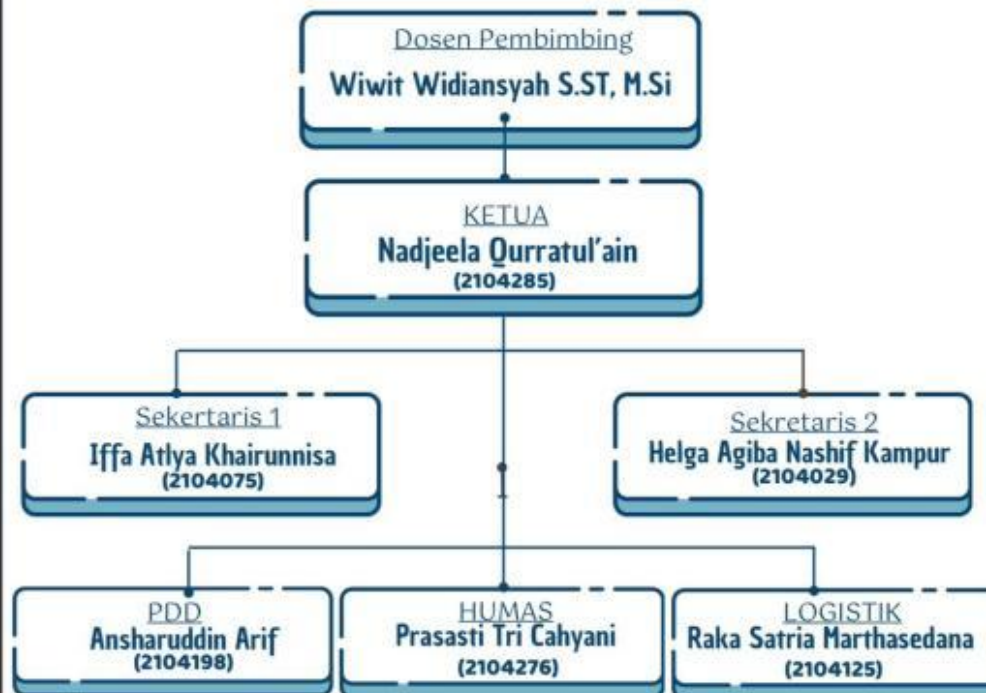 Dosen Pembimbing
Wiwit Widiansyah S.ST, M.Si
KETUA
Nadjeela Qurratul'ain
(2104285)
Sekertaris 1
Iffa Atlya Khairunnisa
(2104075)
Sekretaris 2
Helga Agiba Nashif Kampur
(2104029)
PDD
Ansharuddin Arif
(2104198)
HUMAS
Prasasti Tri Cahyani
(2104276)
LOGISTIK
Raka Satria Marthasedana
(2104125)